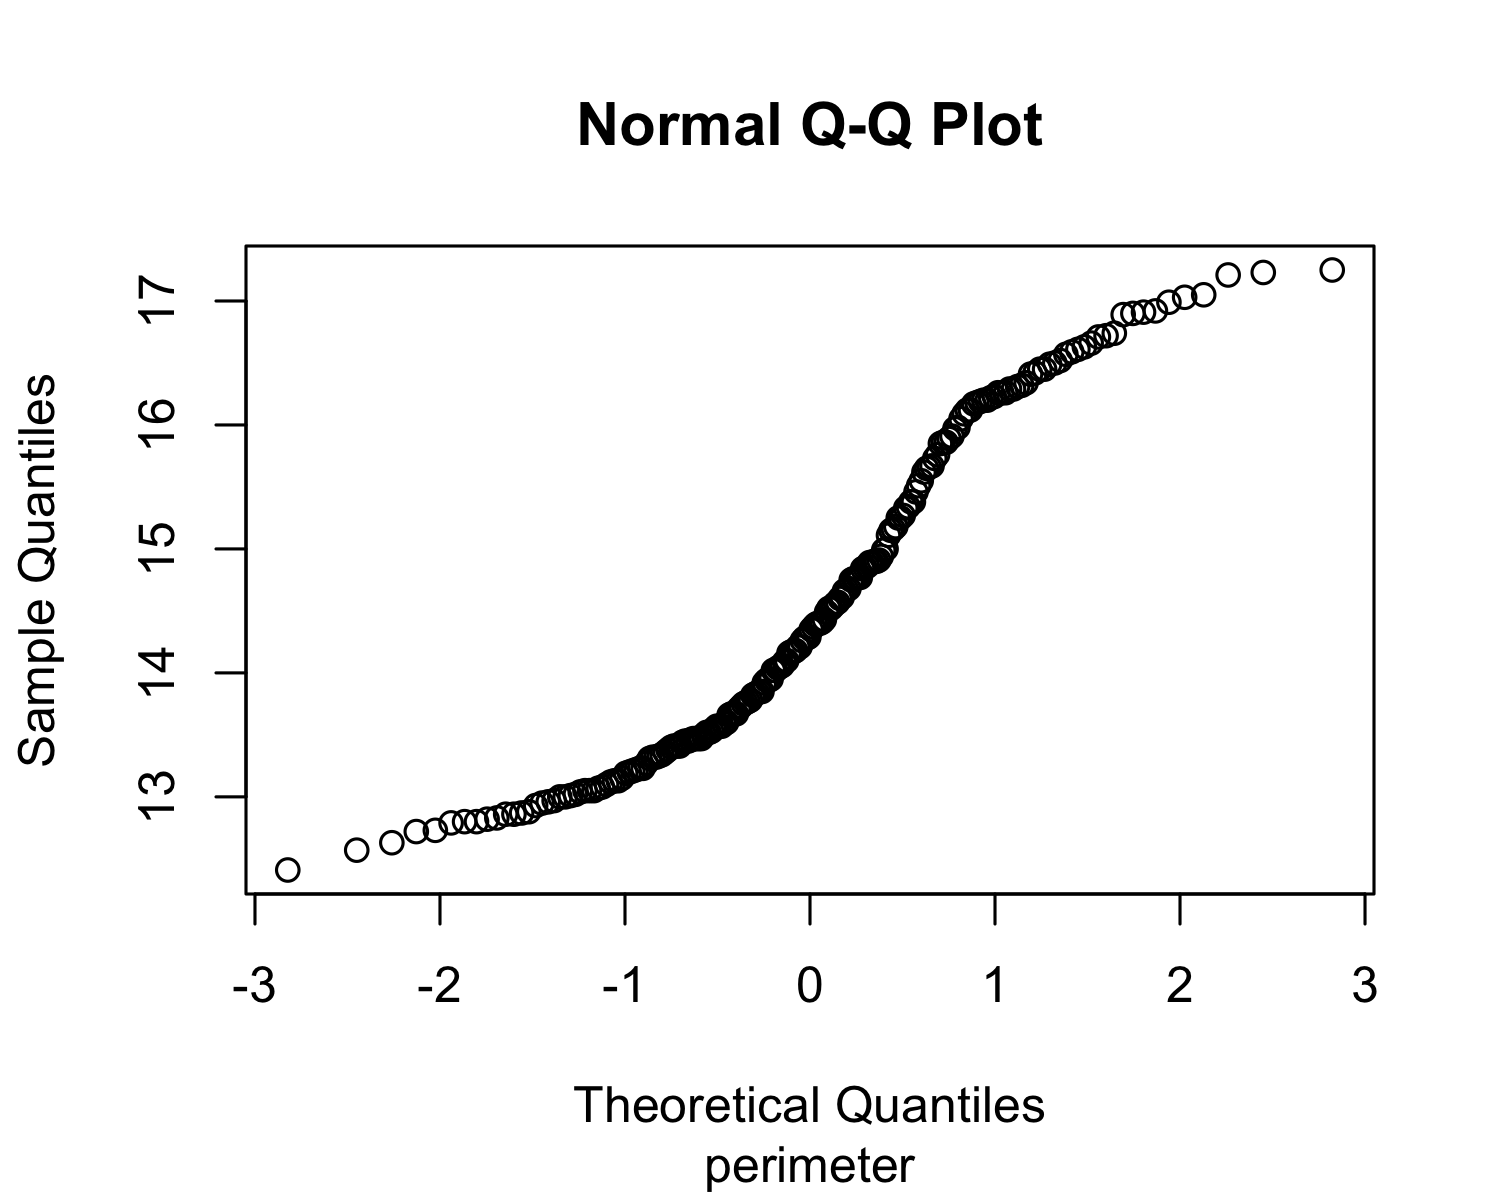 Normal Q-Q Plot
Sample Quantiles
17
16
15
14
13
-3 -2 -1 0 1 2 3
Theoretical Quantiles
perimeter